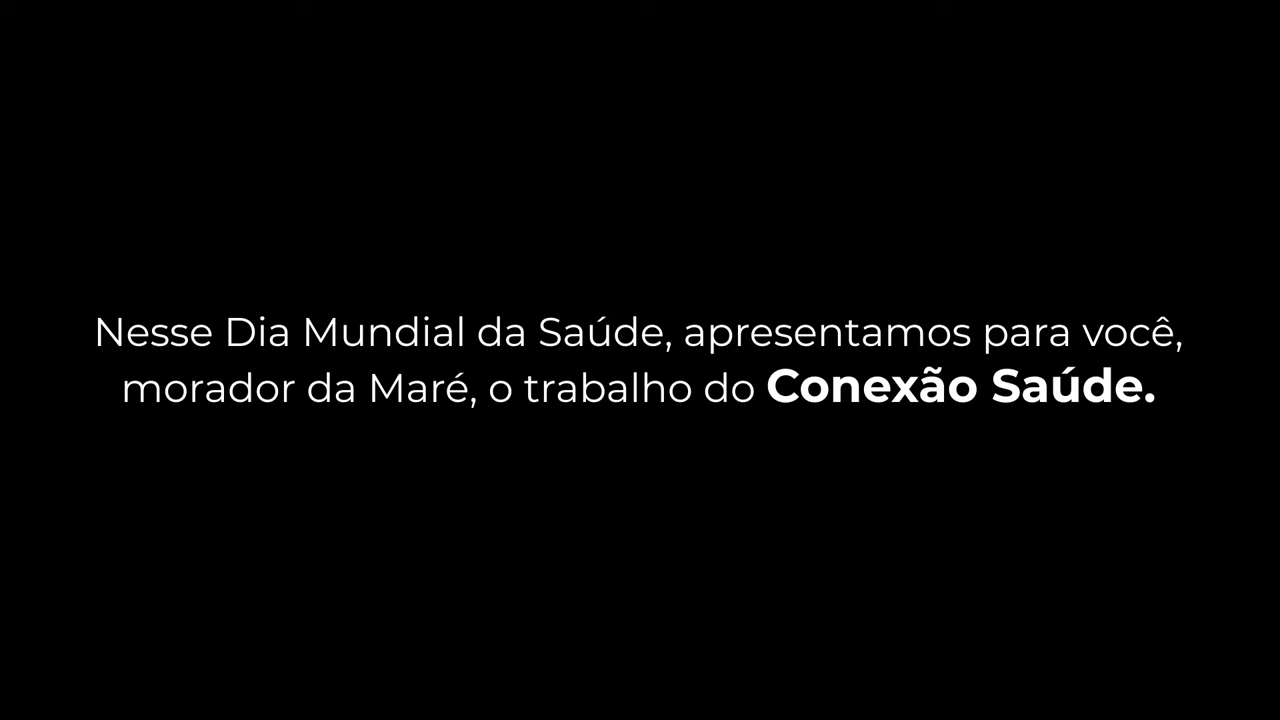 Nesse Dia Mundial da Saúde, apresentamos para você,
morador da Maré, o trabalho do Conexão Saúde.